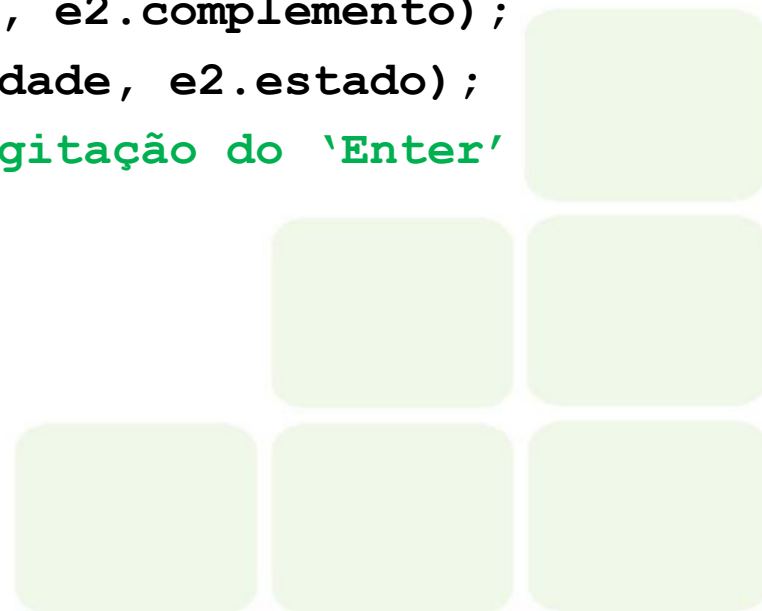 , e2.complemento);
dade, e2.estado);
gitação do ‘Enter’